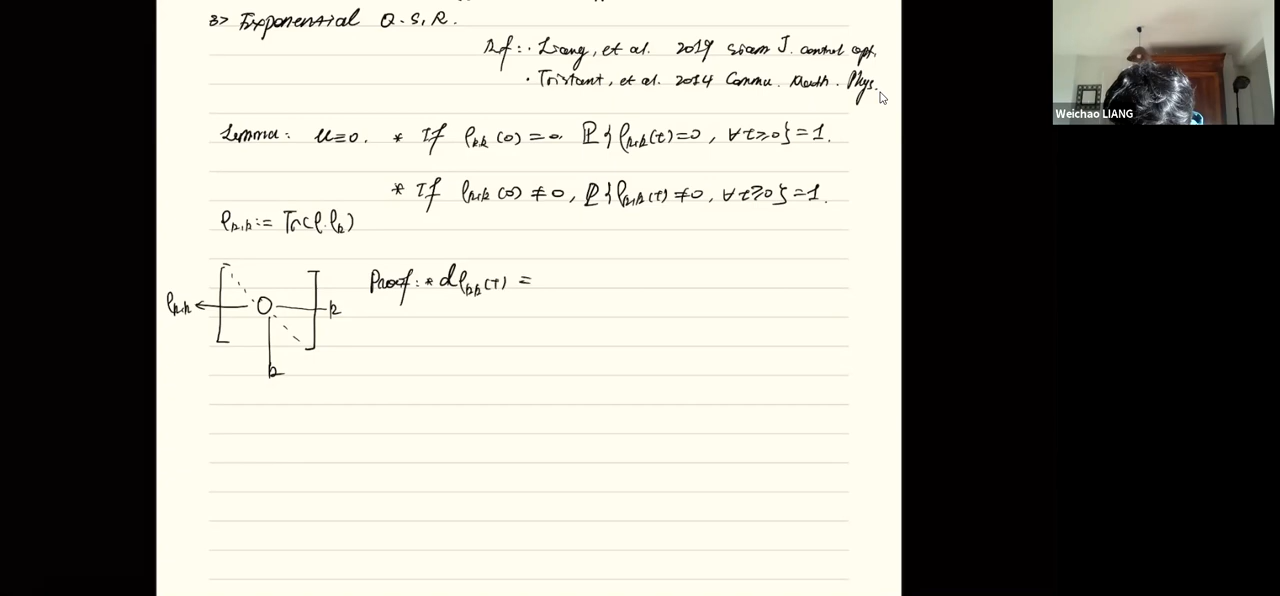 3> Exponential Q.S.R.
Ref: · Liang, et al. 2019 Siam J. control opt.
· Tristant, et al. 2014 Commu. Math. Phys.
Lemma: u≡0. * If ρ_{k,k}(0)=0, ℙ{ρ_{k,k}(t)=0, ∀t≥0}=1.
* If ρ_{k,k}(0)≠0, ℙ{ρ_{k,k}(t)≠0, ∀t≥0}=1.
ρ_{k,k} := Tr(ρ·ρ_k)
Proof: * dρ_{k,k}(t) =
ρ_{k,k}
k
k
Weichao LIANG